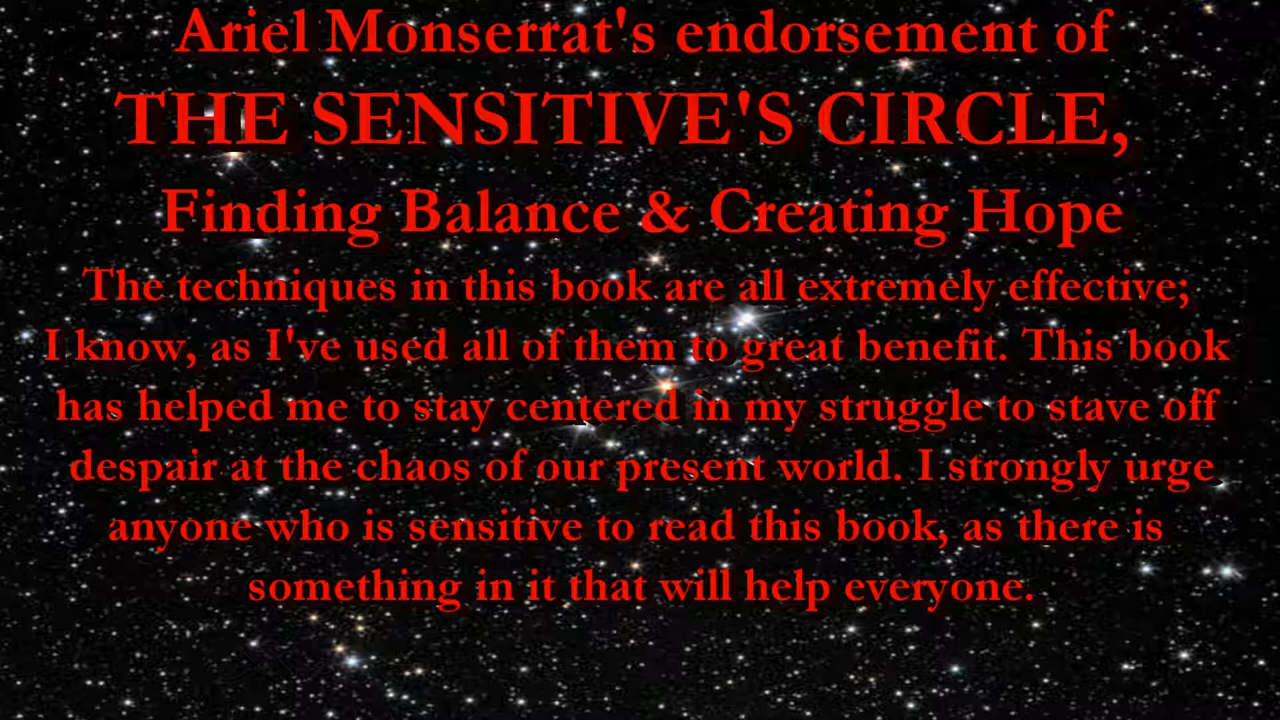 Ariel Monserrat's endorsement of
THE SENSITIVE'S CIRCLE,
Finding Balance & Creating Hope
The techniques in this book are all extremely effective;
I know, as I've used all of them to great benefit. This book
has helped me to stay centered in my struggle to stave off
despair at the chaos of our present world. I strongly urge
anyone who is sensitive to read this book, as there is
something in it that will help everyone.